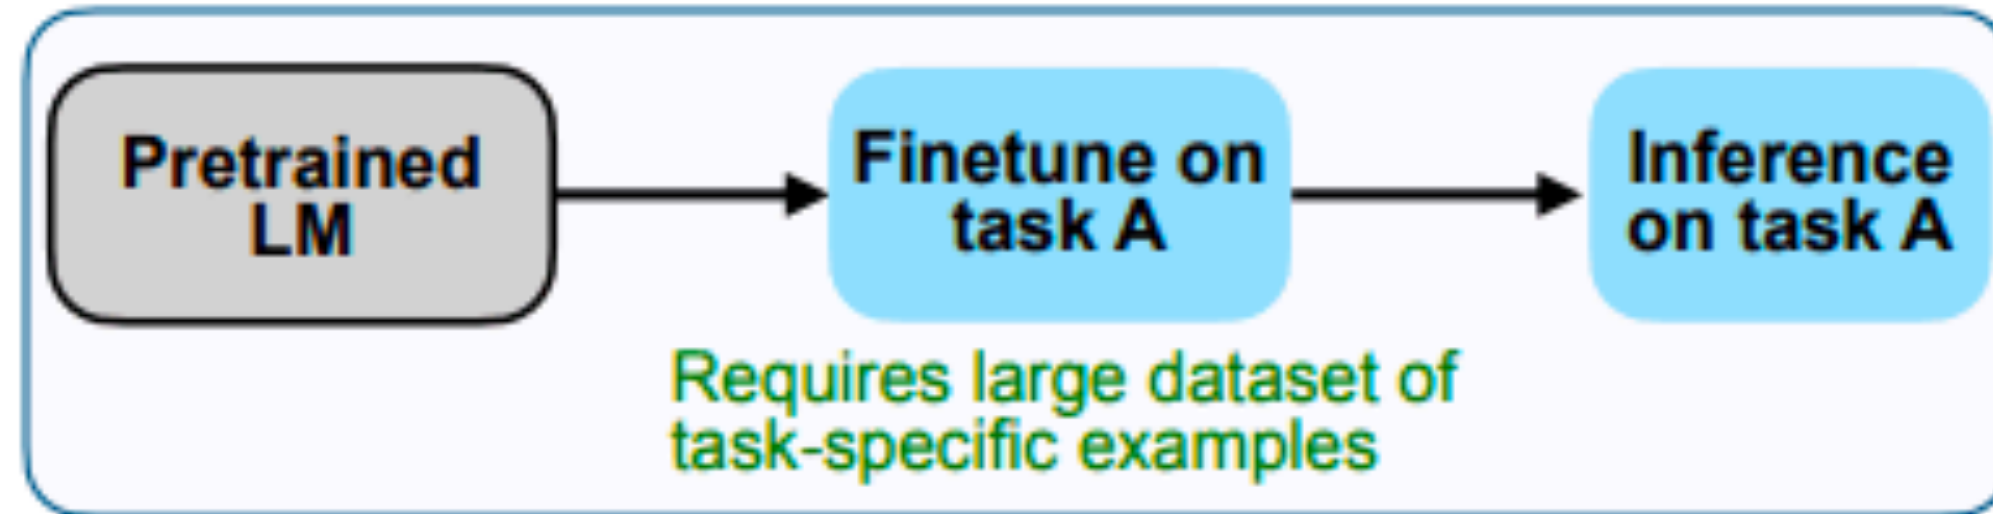 Pretrained
LM
Finetune on
task A
Inference
on task A
Requires large dataset of
task-specific examples